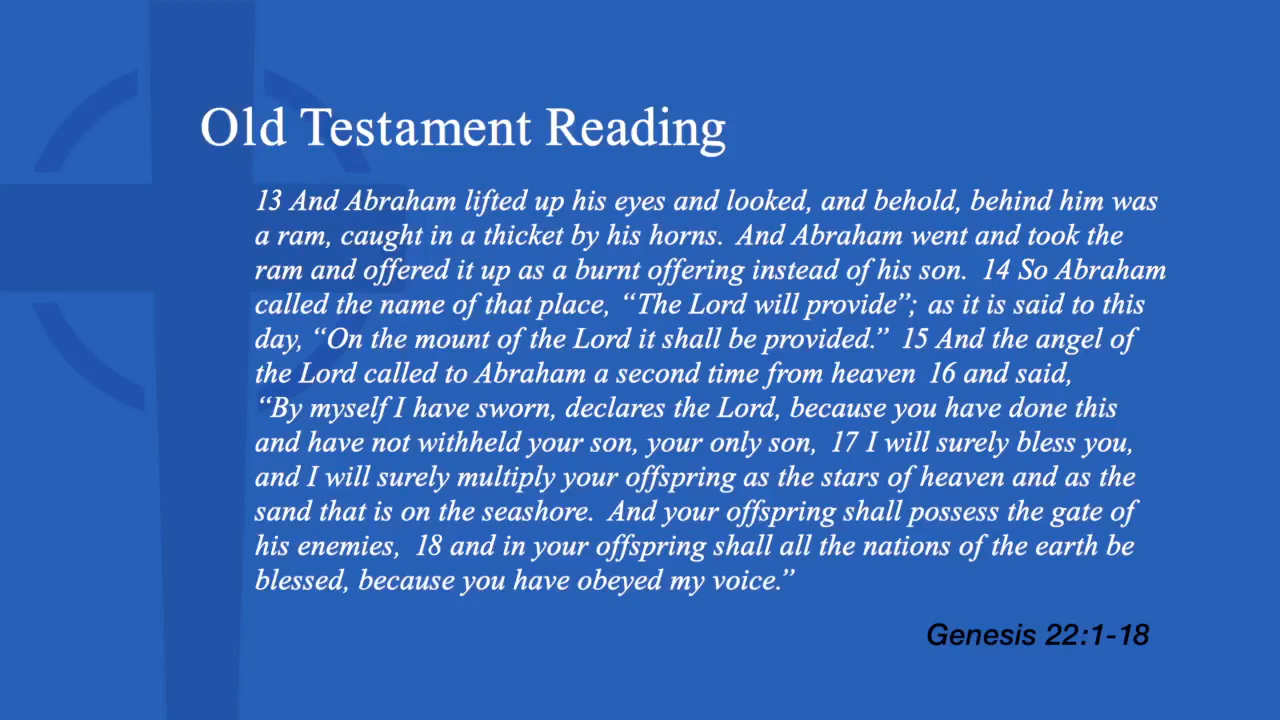 Old Testament Reading
13 And Abraham lifted up his eyes and looked, and behold, behind him was
a ram, caught in a thicket by his horns.  And Abraham went and took the
ram and offered it up as a burnt offering instead of his son.  14 So Abraham
called the name of that place, “The Lord will provide”; as it is said to this
day, “On the mount of the Lord it shall be provided.”  15 And the angel of
the Lord called to Abraham a second time from heaven  16 and said,
“By myself I have sworn, declares the Lord, because you have done this
and have not withheld your son, your only son,  17 I will surely bless you,
and I will surely multiply your offspring as the stars of heaven and as the
sand that is on the seashore.  And your offspring shall possess the gate of
his enemies,  18 and in your offspring shall all the nations of the earth be
blessed, because you have obeyed my voice.”
Genesis 22:1-18